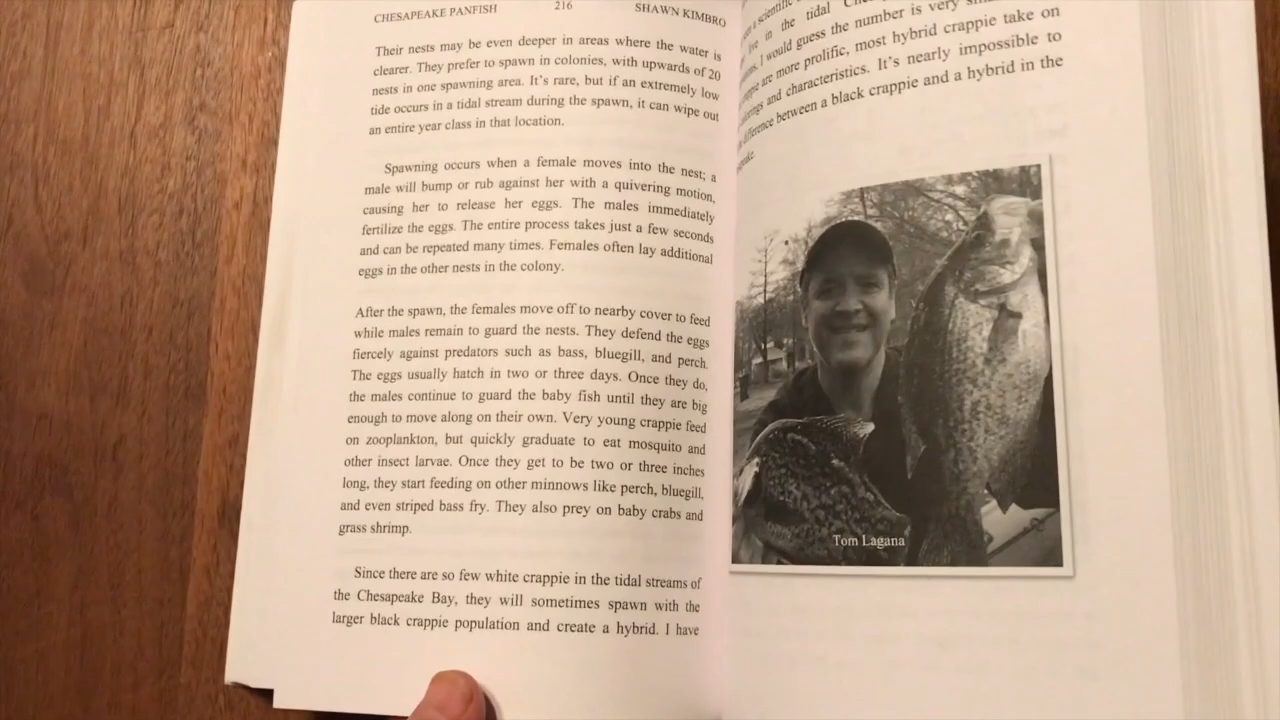 CHESAPEAKE PANFISH 216 SHAWN KIMBRO
Their nests may be even deeper in areas where the water is
clearer. They prefer to spawn in colonies, with upwards of 20
nests in one spawning area. It's rare, but if an extremely low
tide occurs in a tidal stream during the spawn, it can wipe out
an entire year class in that location.
Spawning occurs when a female moves into the nest; a
male will bump or rub against her with a quivering motion,
causing her to release her eggs. The males immediately
fertilize the eggs. The entire process takes just a few seconds
and can be repeated many times. Females often lay additional
eggs in the other nests in the colony.
After the spawn, the females move off to nearby cover to feed
while males remain to guard the nests. They defend the eggs
fiercely against predators such as bass, bluegill, and perch.
The eggs usually hatch in two or three days. Once they do,
the males continue to guard the baby fish until they are big
enough to move along on their own. Very young crappie feed
on zooplankton, but quickly graduate to eat mosquito and
other insect larvae. Once they get to be two or three inches
long, they start feeding on other minnows like perch, bluegill,
and even striped bass fry. They also prey on baby crabs and
grass shrimp.
Since there are so few white crappie in the tidal streams of
the Chesapeake Bay, they will sometimes spawn with the
larger black crappie population and create a hybrid. I have
a scientific
live in the tidal
I would guess the number is very
are more prolific, most hybrid crappie take on
and characteristics. It's nearly impossible to
difference between a black crappie and a hybrid in the
Tom Lagana